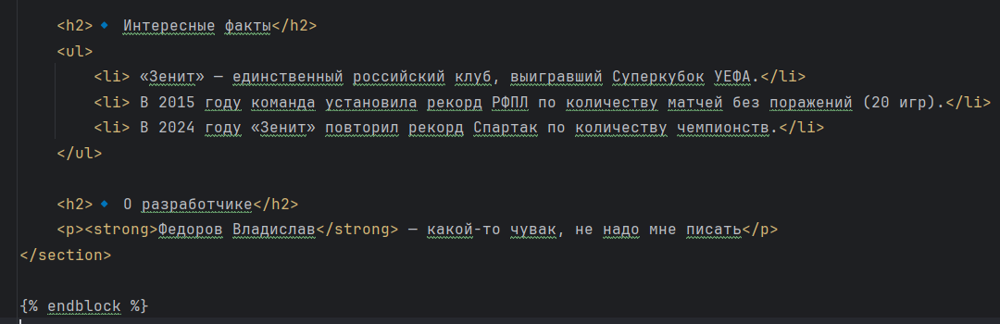 <h2>🔹 Интересные факты</h2>
<ul>
<li> «Зенит» — единственный российский клуб, выигравший Суперкубок УЕФА.</li>
<li> В 2015 году команда установила рекорд РФПЛ по количеству матчей без поражений (20 игр).</li>
<li> В 2024 году «Зенит» повторил рекорд Спартак по количеству чемпионств.</li>
</ul>
<h2>🔹 О разработчике</h2>
<p><strong>Федоров Владислав</strong> — какой-то чувак, не надо мне писать</p>
</section>
{% endblock %}